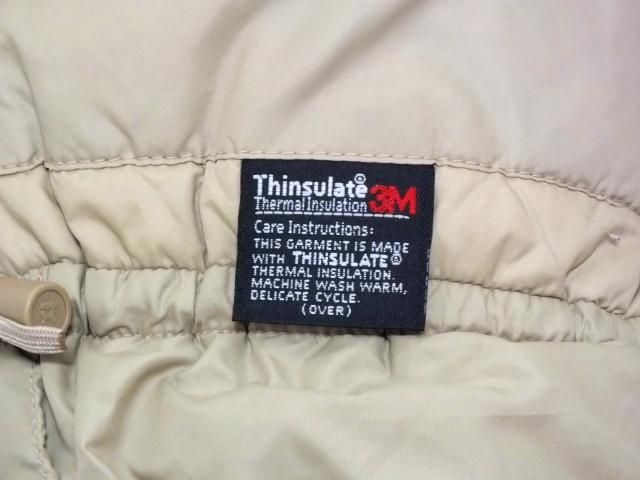 Thinsulate® 3M
Thermal Insulation
Care Instructions:
THIS GARMENT IS MADE
WITH THINSULATE®
THERMAL INSULATION.
MACHINE WASH WARM,
DELICATE CYCLE.
(OVER)